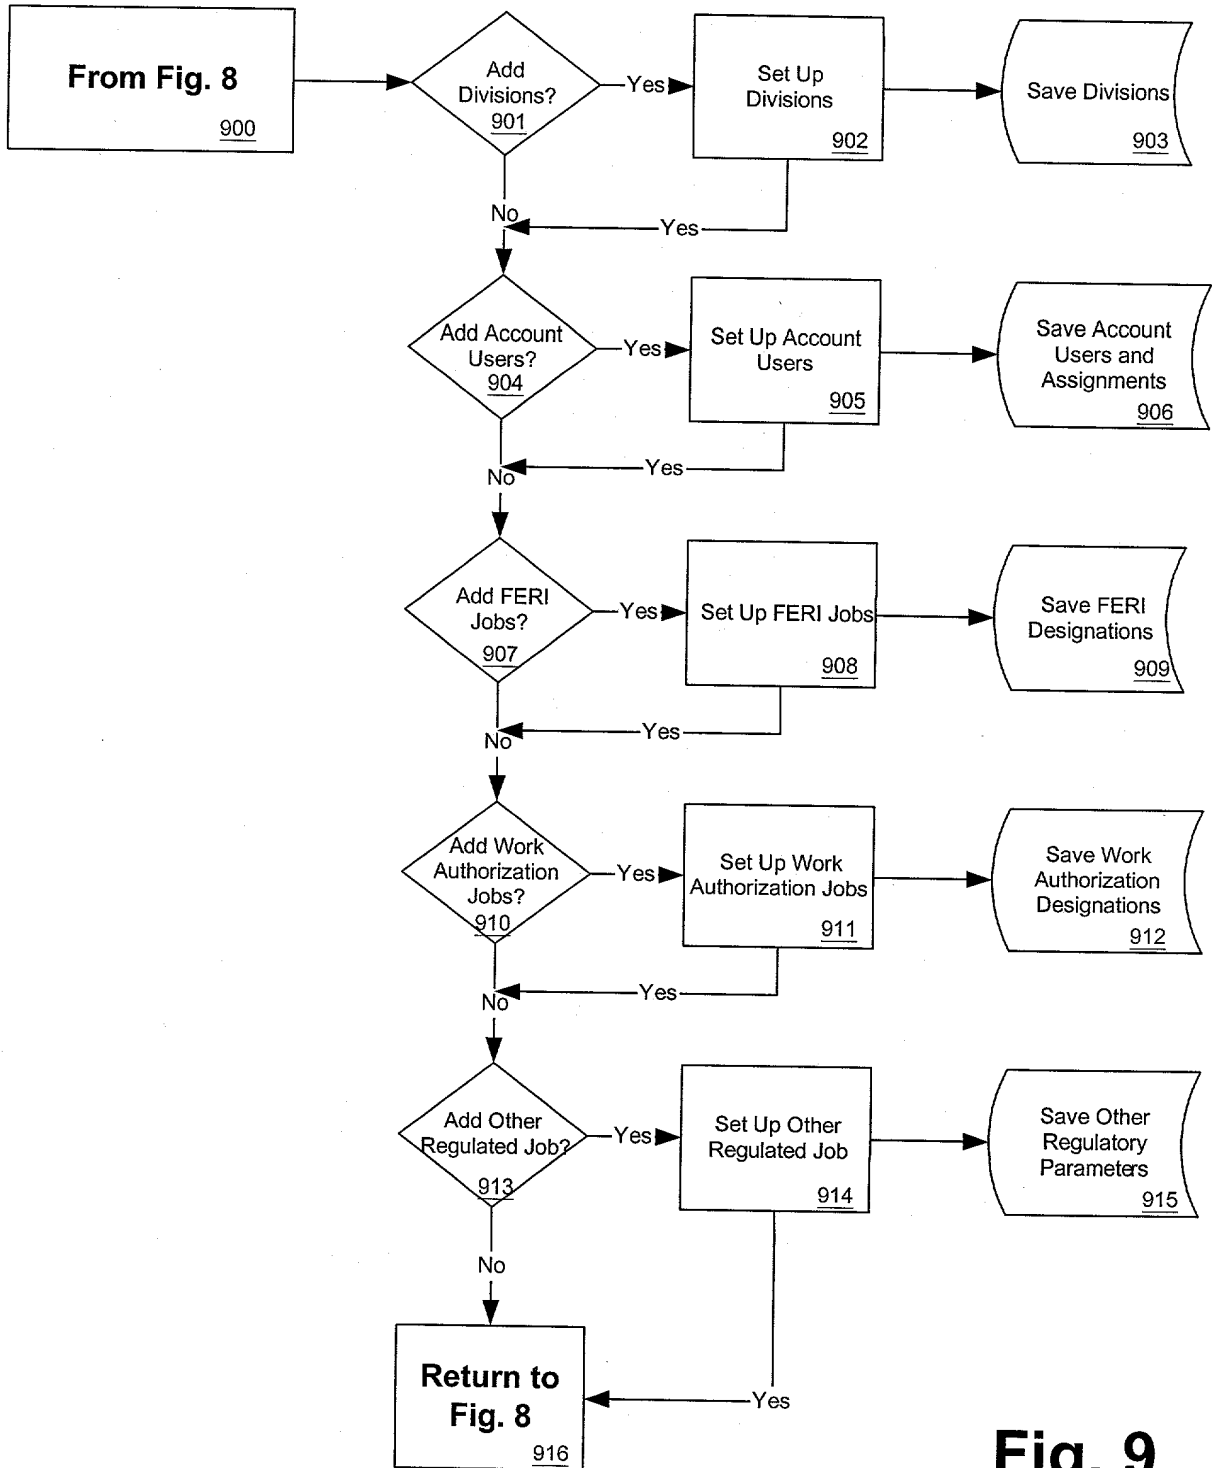 From Fig. 8
900
Add
Divisions?
901
Yes
Set Up
Divisions
902
Save Divisions
903
No
Yes
Add Account
Users?
904
Yes
Set Up Account
Users
905
Save Account
Users and
Assignments
906
Yes
No
Add FERI
Jobs?
907
Yes
Set Up FERI Jobs
908
Save FERI
Designations
909
Yes
No
Add Work
Authorization
Jobs?
910
Yes
Set Up Work
Authorization Jobs
911
Save Work
Authorization
Designations
912
Yes
No
Add Other
Regulated Job?
913
Yes
Set Up Other
Regulated Job
914
Save Other
Regulatory
Parameters
915
No
Return to
Fig. 8
916
Yes
Fig. 9